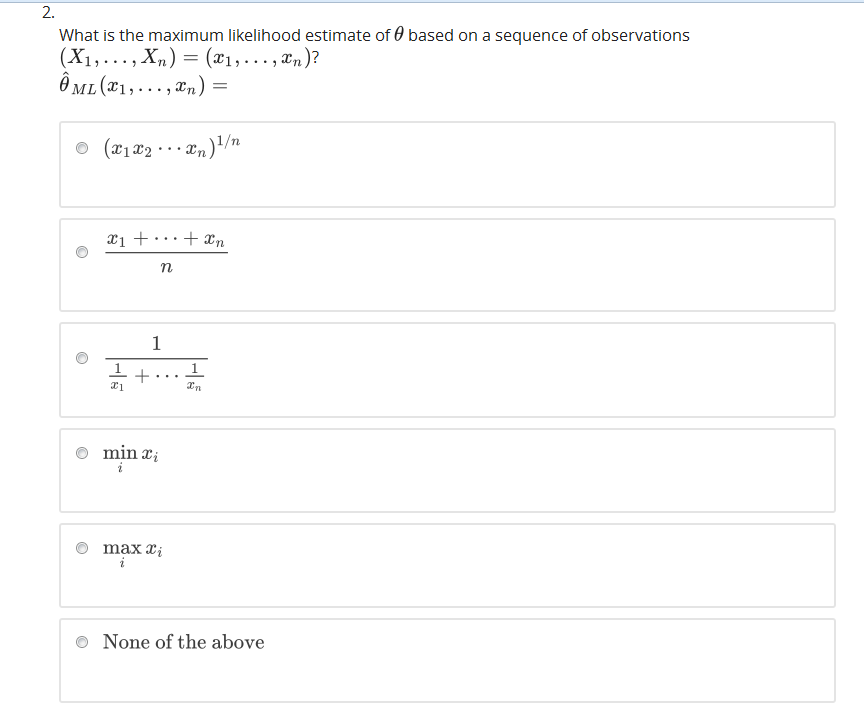 2.
What is the maximum likelihood estimate of θ based on a sequence of observations
(X₁, . . . , Xₙ) = (x₁, . . . , xₙ)?
θ̂_ML(x₁, . . . , xₙ) =
(x₁x₂ · · · xₙ)^{1/n}
x₁ + · · · + xₙ
n
1
1/x₁ + · · · 1/xₙ
min xᵢ
i
max xᵢ
i
None of the above